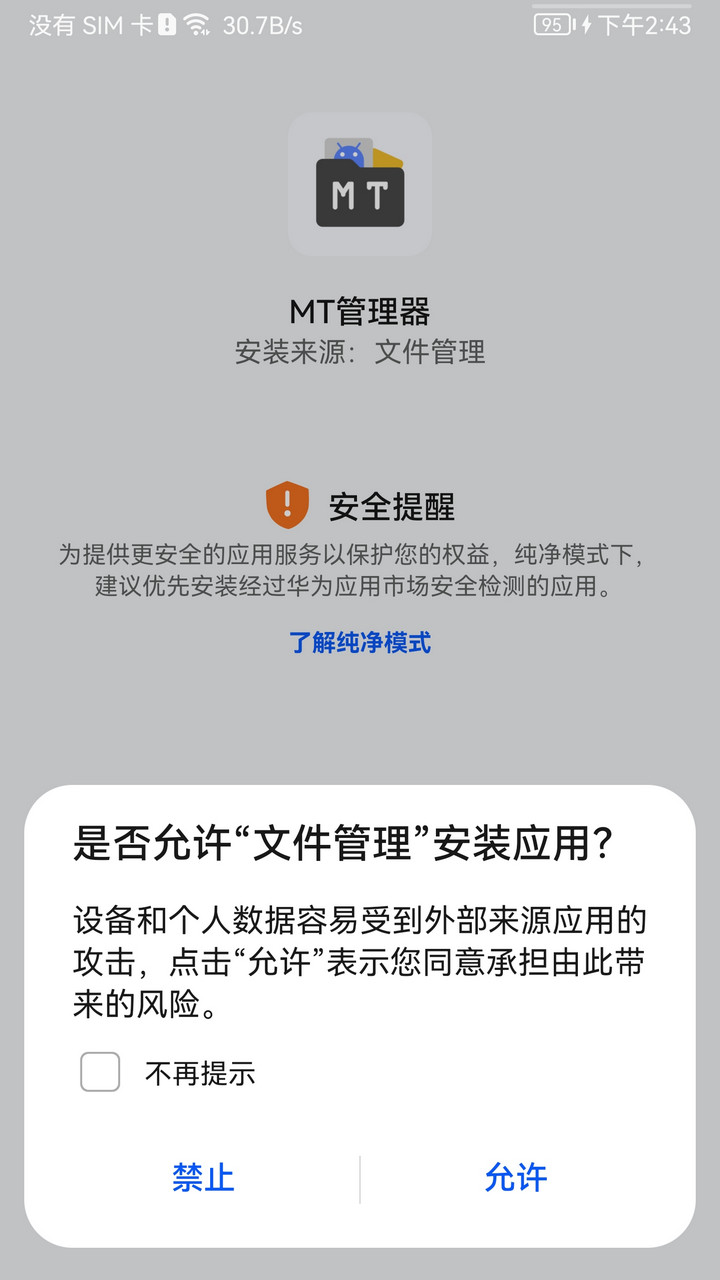 没有 SIM 卡 30.7B/s 95 下午2:43
MT
MT管理器
安装来源：文件管理
安全提醒
为提供更安全的应用服务以保护您的权益，纯净模式下，
建议优先安装经过华为应用市场安全检测的应用。
了解纯净模式
是否允许“文件管理”安装应用？
设备和个人数据容易受到外部来源应用的
攻击，点击“允许”表示您同意承担由此带
来的风险。
不再提示
禁止 允许